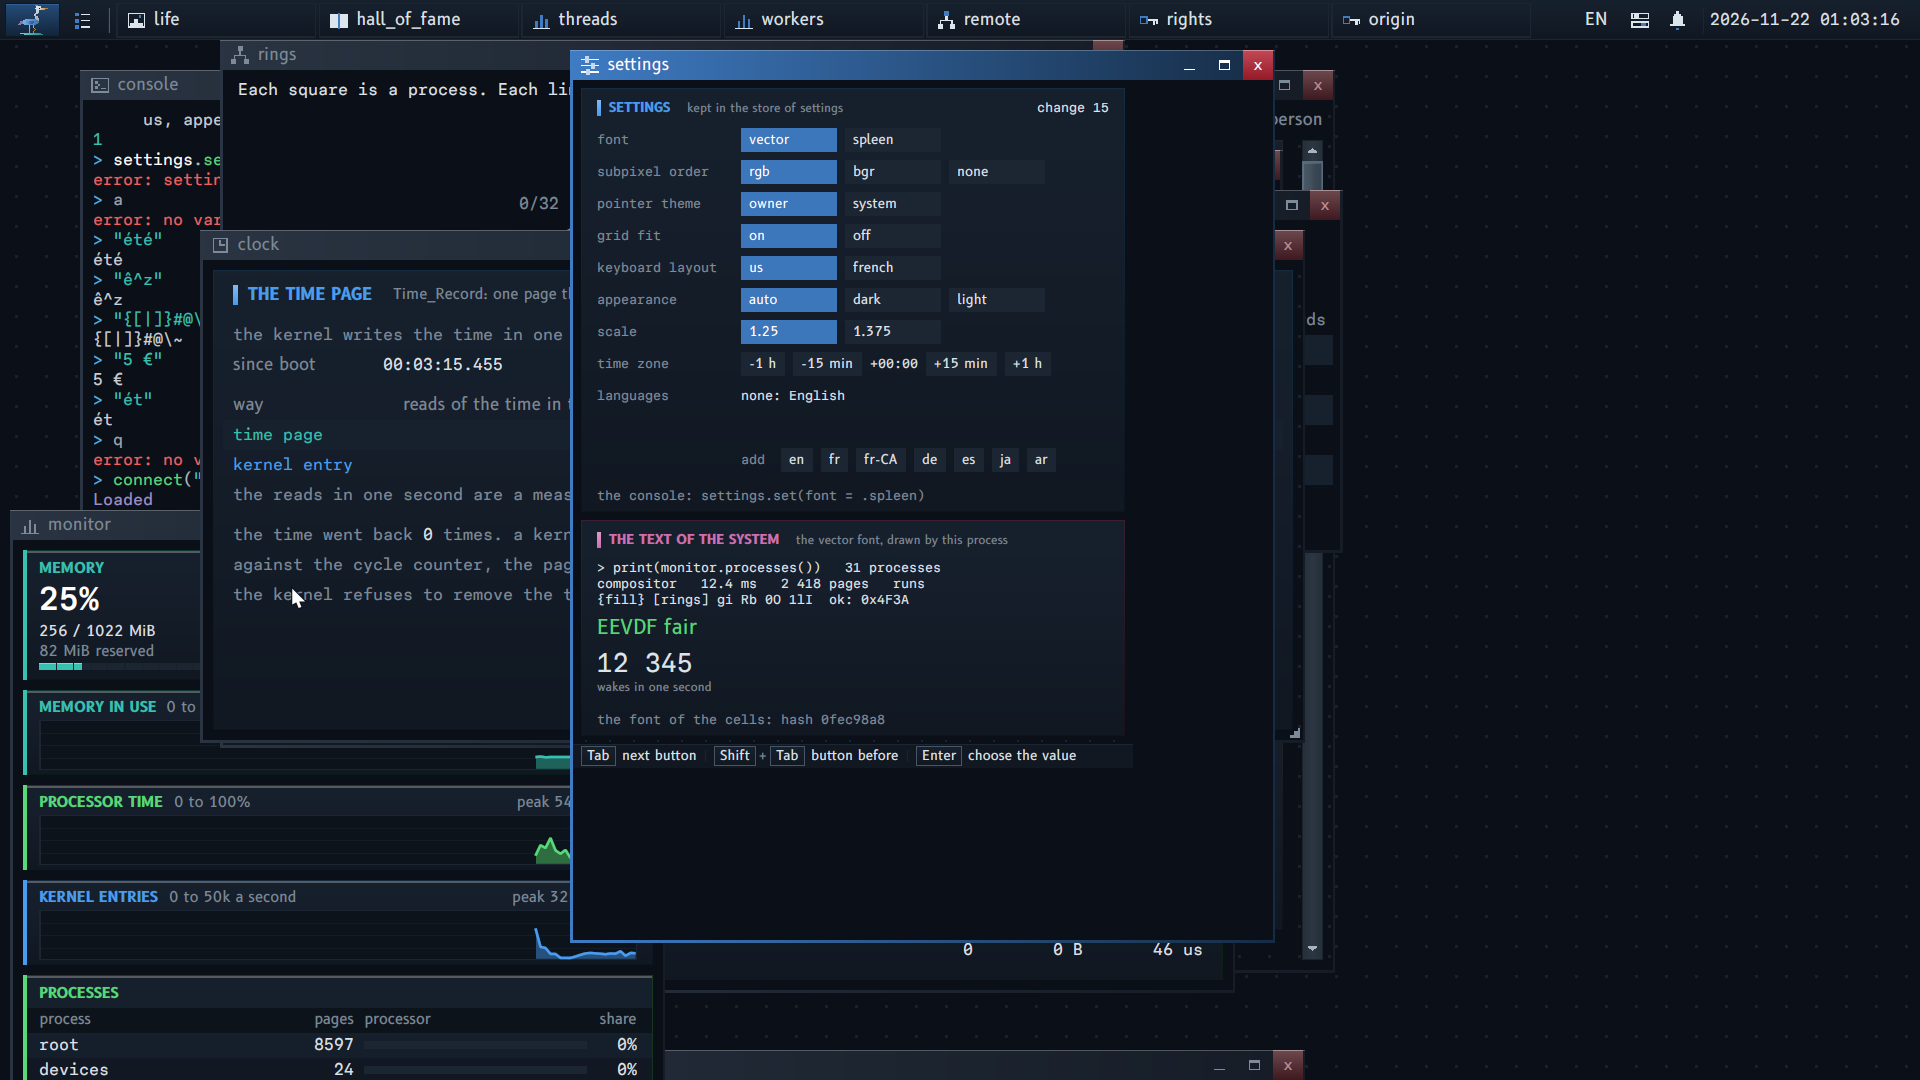 life hall_of_fame threads workers remote rights origin EN 2026-11-22 01:03:16
rings
Each square is a process. Each li
0/32
console
us, appe
1
> settings.se
error: settin
> a
error: no var
> "été"
été
> "ê^z"
ê^z
> "{[|]}#@\
{[|]}#@\~
> "5 €"
5 €
> "ét"
ét
> q
error: no v
> connect("
Loaded
clock
THE TIME PAGE Time_Record: one page t
the kernel writes the time in one
since boot 00:03:15.455
way reads of the time in
time page
kernel entry
the reads in one second are a meas
the time went back 0 times. a kern
against the cycle counter, the pag
the kernel refuses to remove the t
monitor
MEMORY
25%
256 / 1022 MiB
82 MiB reserved
MEMORY IN USE 0 to
PROCESSOR TIME 0 to 100% peak 54
KERNEL ENTRIES 0 to 50k a second peak 32
PROCESSES
process pages processor share
root 8597 0%
devices 24 0%
settings
SETTINGS kept in the store of settings change 15
font vector spleen
subpixel order rgb bgr none
pointer theme owner system
grid fit on off
keyboard layout us french
appearance auto dark light
scale 1.25 1.375
time zone -1 h -15 min +00:00 +15 min +1 h
languages none: English
add en fr fr-CA de es ja ar
the console: settings.set(font = .spleen)
THE TEXT OF THE SYSTEM the vector font, drawn by this process
> print(monitor.processes()) 31 processes
compositor 12.4 ms 2 418 pages runs
{fill} [rings] gi Rb 0O 1lI ok: 0x4F3A
EEVDF fair
12 345
wakes in one second
the font of the cells: hash 0fec98a8
Tab next button Shift + Tab button before Enter choose the value
person
ds
0 0 B 46 us